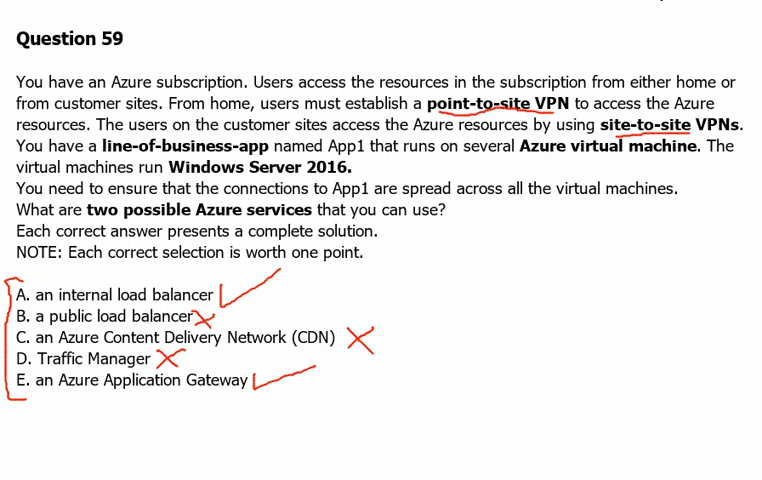 Question 59
You have an Azure subscription. Users access the resources in the subscription from either home or
from customer sites. From home, users must establish a point-to-site VPN to access the Azure
resources. The users on the customer sites access the Azure resources by using site-to-site VPNs.
You have a line-of-business-app named App1 that runs on several Azure virtual machine. The
virtual machines run Windows Server 2016.
You need to ensure that the connections to App1 are spread across all the virtual machines.
What are two possible Azure services that you can use?
Each correct answer presents a complete solution.
NOTE: Each correct selection is worth one point.
A. an internal load balancer
B. a public load balancer
C. an Azure Content Delivery Network (CDN)
D. Traffic Manager
E. an Azure Application Gateway